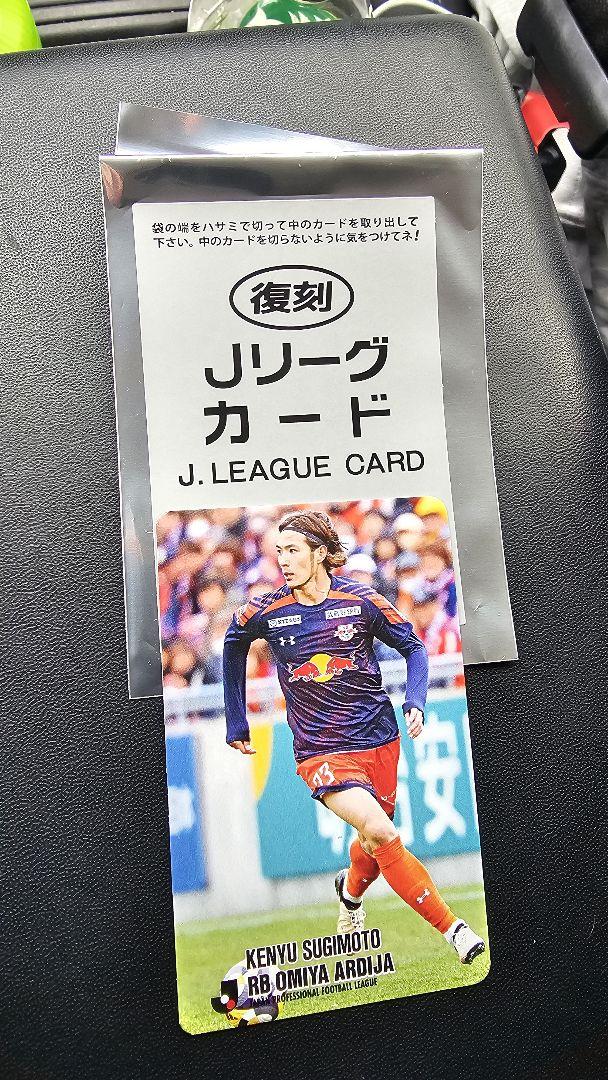 袋の端をハサミで切って中のカードを取り出して
下さい。中のカードを切らないように気をつけてネ!
復刻
Jリーグ
カード
J. LEAGUE CARD
Red Bull
23
KENYU SUGIMOTO
RB OMIYA ARDIJA
JAPAN PROFESSIONAL FOOTBALL LEAGUE